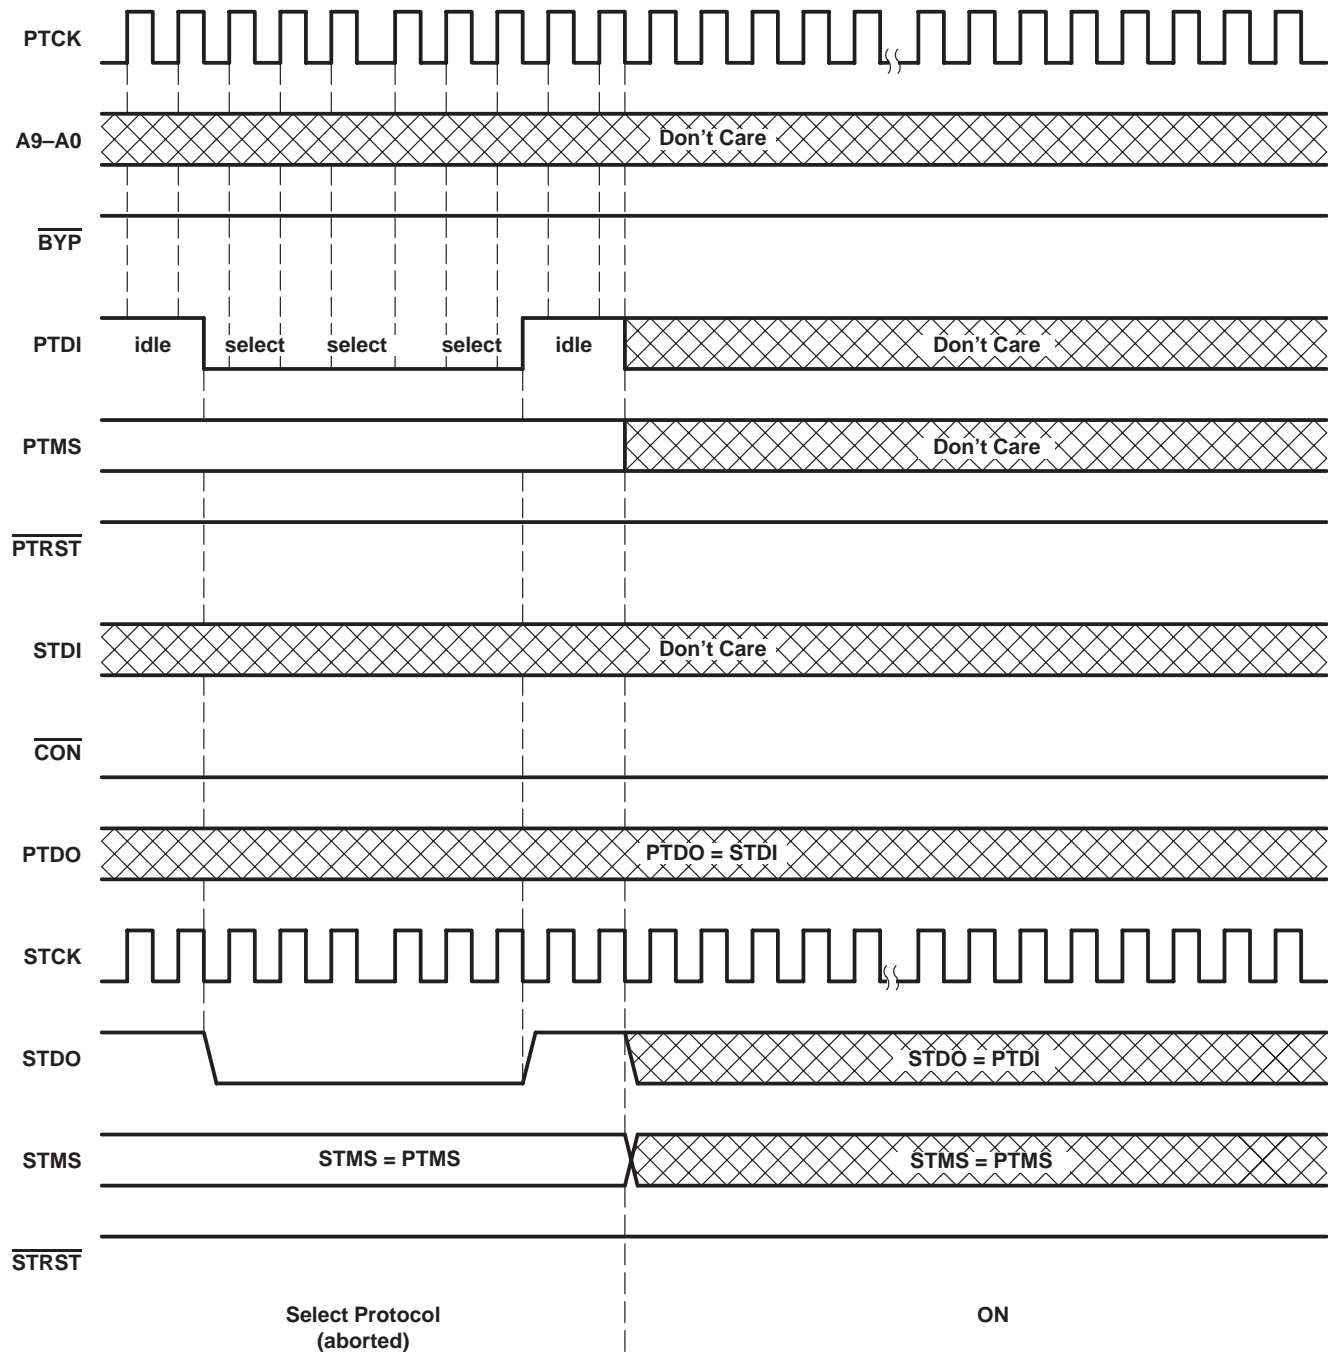 PTCK
A9–A0
Don't Care
BYP
PTDI
idle
select
select
select
idle
Don't Care
PTMS
Don't Care
PTRST
STDI
Don't Care
CON
PTDO
PTDO = STDI
STCK
STDO
STDO = PTDI
STMS
STMS = PTMS
STMS = PTMS
STRST
Select Protocol
(aborted)
ON